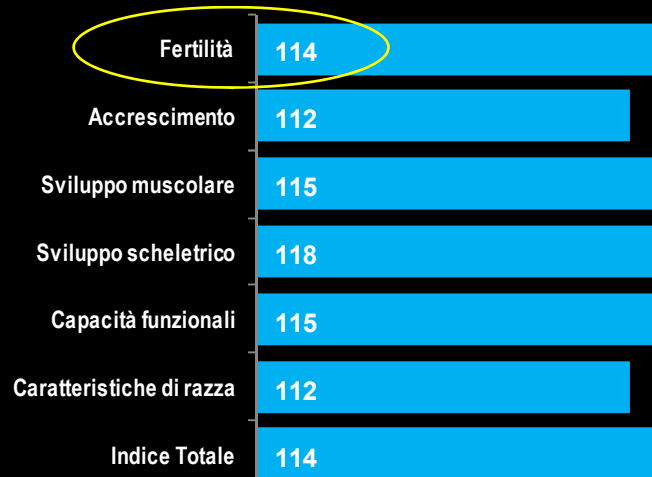 Fertilità 114
Accrescimento 112
Sviluppo muscolare 115
Sviluppo scheletrico 118
Capacità funzionali 115
Caratteristiche di razza 112
Indice Totale 114